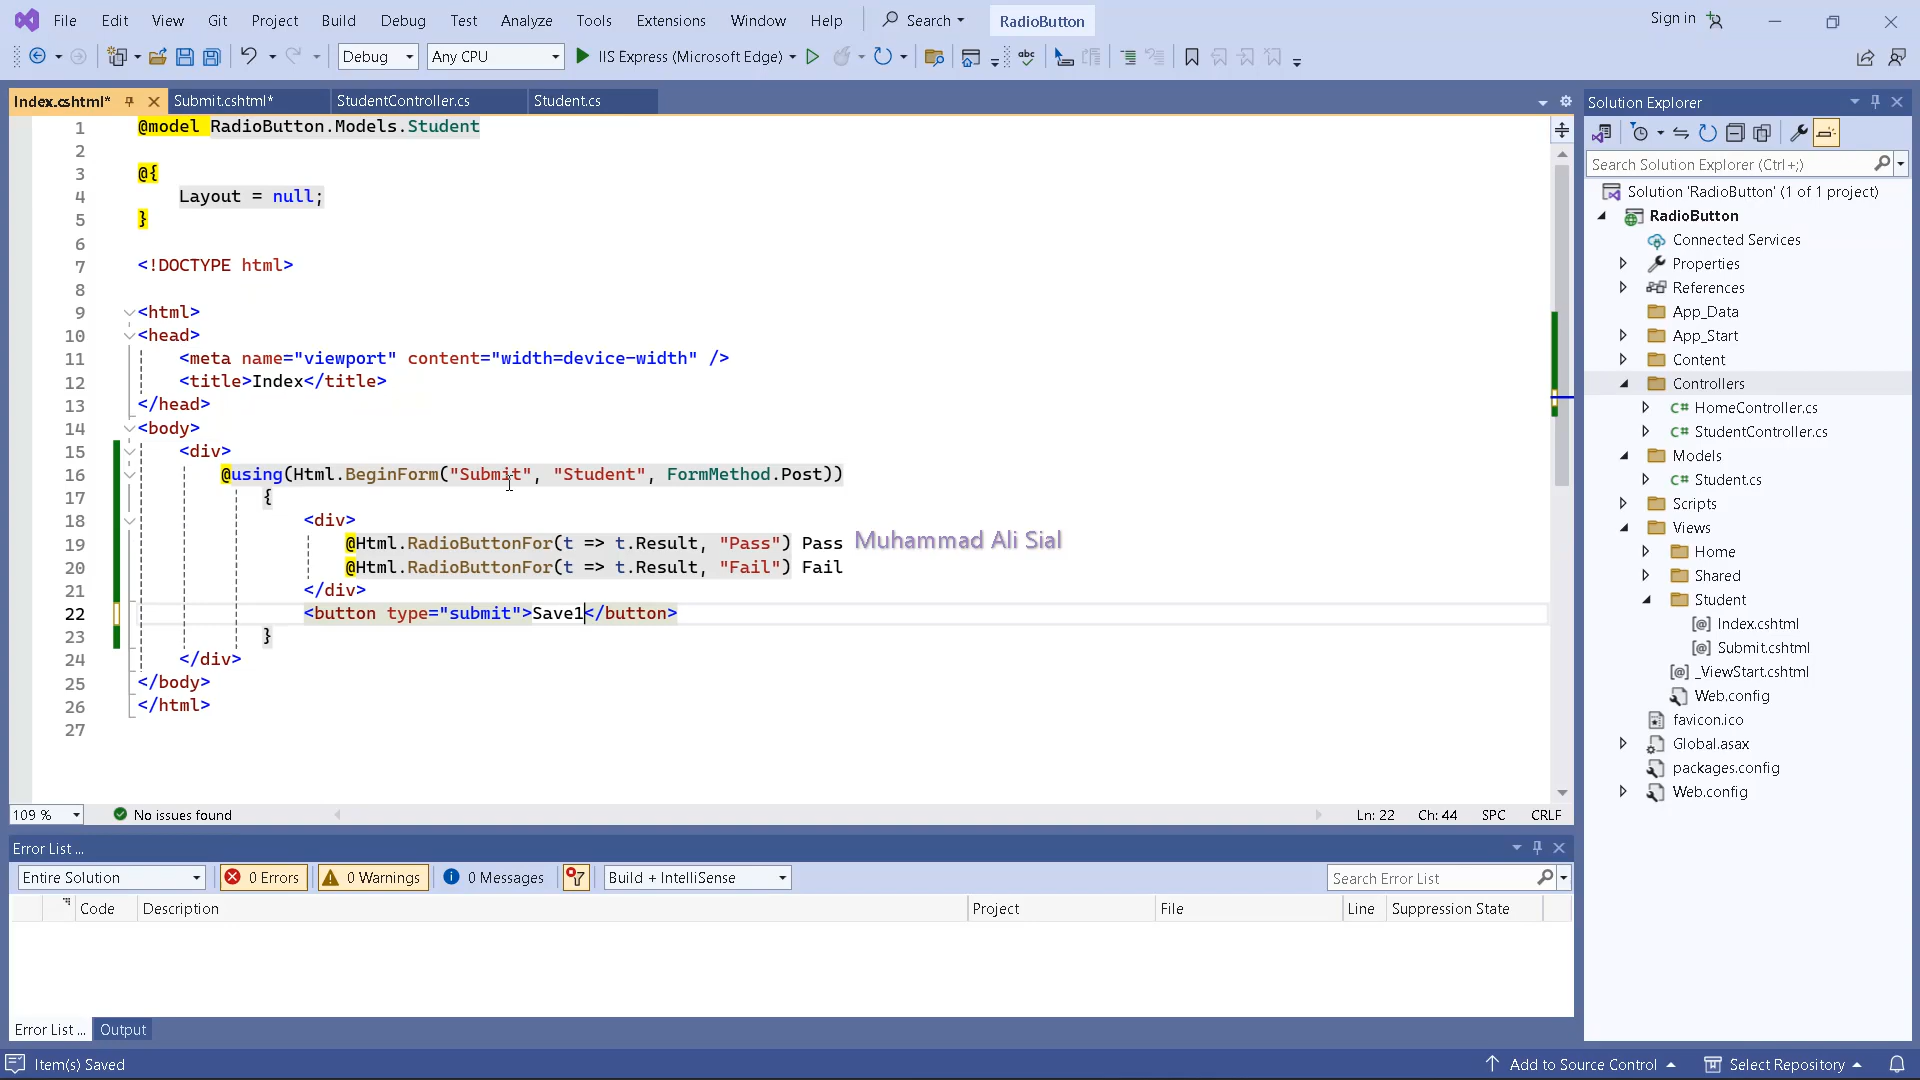 File Edit View Git Project Build Debug Test Analyze Tools Extensions Window Help Search RadioButton Sign in
Debug Any CPU IIS Express (Microsoft Edge) abc
Index.cshtml* Submit.cshtml* StudentController.cs Student.cs
1 @model RadioButton.Models.Student
2
3 @{
4 Layout = null;
5 }
6
7 <!DOCTYPE html>
8
9 <html>
10 <head>
11 <meta name="viewport" content="width=device-width" />
12 <title>Index</title>
13 </head>
14 <body>
15 <div>
16 @using(Html.BeginForm("Submit", "Student", FormMethod.Post))
17 {
18 <div>
19 @Html.RadioButtonFor(t => t.Result, "Pass") Pass
Muhammad Ali Sial
20 @Html.RadioButtonFor(t => t.Result, "Fail") Fail
21 </div>
22 <button type="submit">Save1</button>
23 }
24 </div>
25 </body>
26 </html>
27
109 % No issues found Ln: 22 Ch: 44 SPC CRLF
Error List ...
Entire Solution 0 Errors 0 Warnings 0 Messages Build + IntelliSense Search Error List
Code Description Project File Line Suppression State
Error List ... Output
Item(s) Saved Add to Source Control Select Repository
Solution Explorer
Search Solution Explorer (Ctrl+;)
Solution 'RadioButton' (1 of 1 project)
RadioButton
Connected Services
Properties
References
App_Data
App_Start
Content
Controllers
C# HomeController.cs
C# StudentController.cs
Models
C# Student.cs
Scripts
Views
Home
Shared
Student
[@] Index.cshtml
[@] Submit.cshtml
[@] _ViewStart.cshtml
Web.config
favicon.ico
Global.asax
packages.config
Web.config